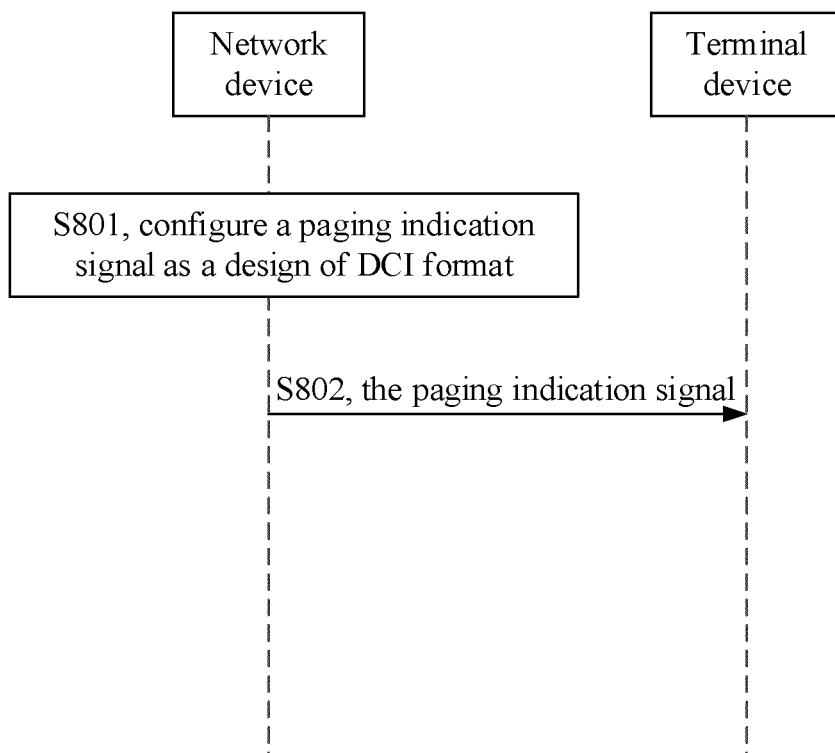 Network
device
Terminal
device
S801, configure a paging indication
signal as a design of DCI format
S802, the paging indication signal